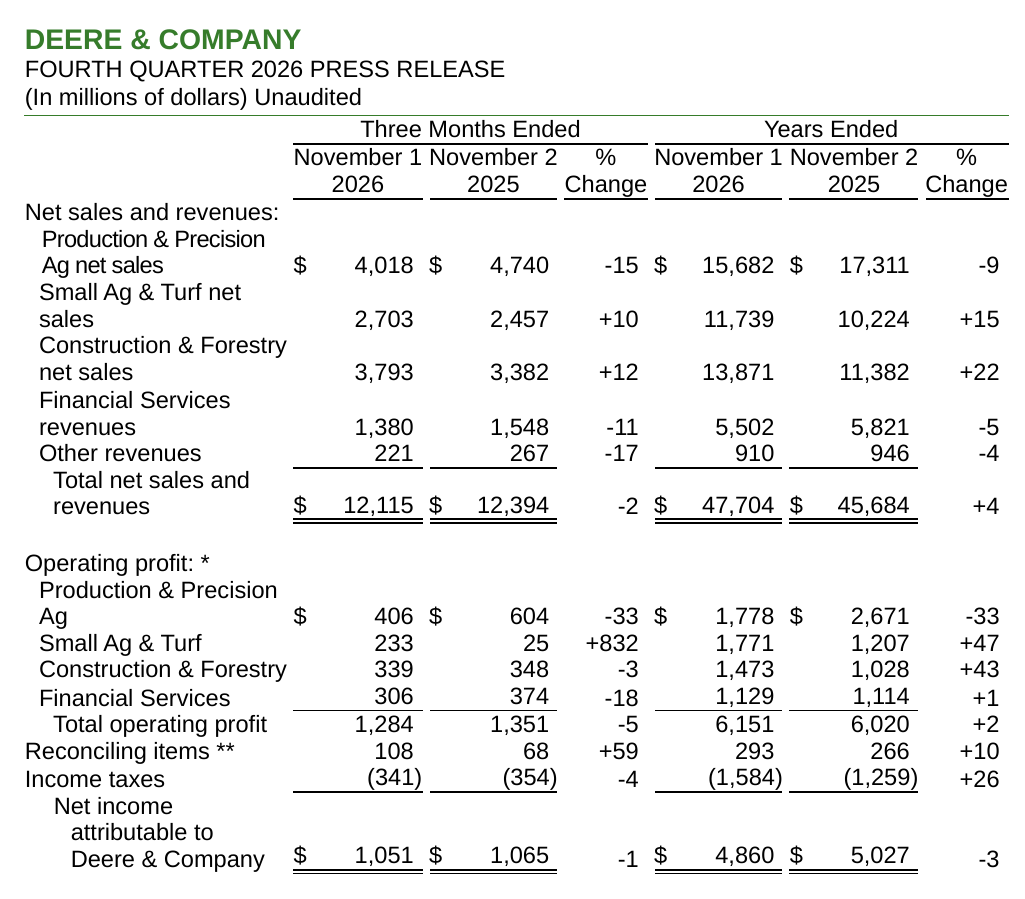 DEERE & COMPANY
FOURTH QUARTER 2026 PRESS RELEASE
(In millions of dollars) Unaudited
Three Months Ended Years Ended
November 1 November 2 % November 1 November 2 %
2026 2025 Change 2026 2025 Change
Net sales and revenues:
Production & Precision
Ag net sales $ 4,018 $ 4,740 -15 $ 15,682 $ 17,311 -9
Small Ag & Turf net
sales 2,703 2,457 +10 11,739 10,224 +15
Construction & Forestry
net sales 3,793 3,382 +12 13,871 11,382 +22
Financial Services
revenues 1,380 1,548 -11 5,502 5,821 -5
Other revenues 221 267 -17 910 946 -4
Total net sales and
revenues $ 12,115 $ 12,394 -2 $ 47,704 $ 45,684 +4
Operating profit: *
Production & Precision
Ag $ 406 $ 604 -33 $ 1,778 $ 2,671 -33
Small Ag & Turf 233 25 +832 1,771 1,207 +47
Construction & Forestry 339 348 -3 1,473 1,028 +43
Financial Services 306 374 -18 1,129 1,114 +1
Total operating profit 1,284 1,351 -5 6,151 6,020 +2
Reconciling items ** 108 68 +59 293 266 +10
Income taxes (341) (354) -4 (1,584) (1,259) +26
Net income
attributable to
Deere & Company $ 1,051 $ 1,065 -1 $ 4,860 $ 5,027 -3